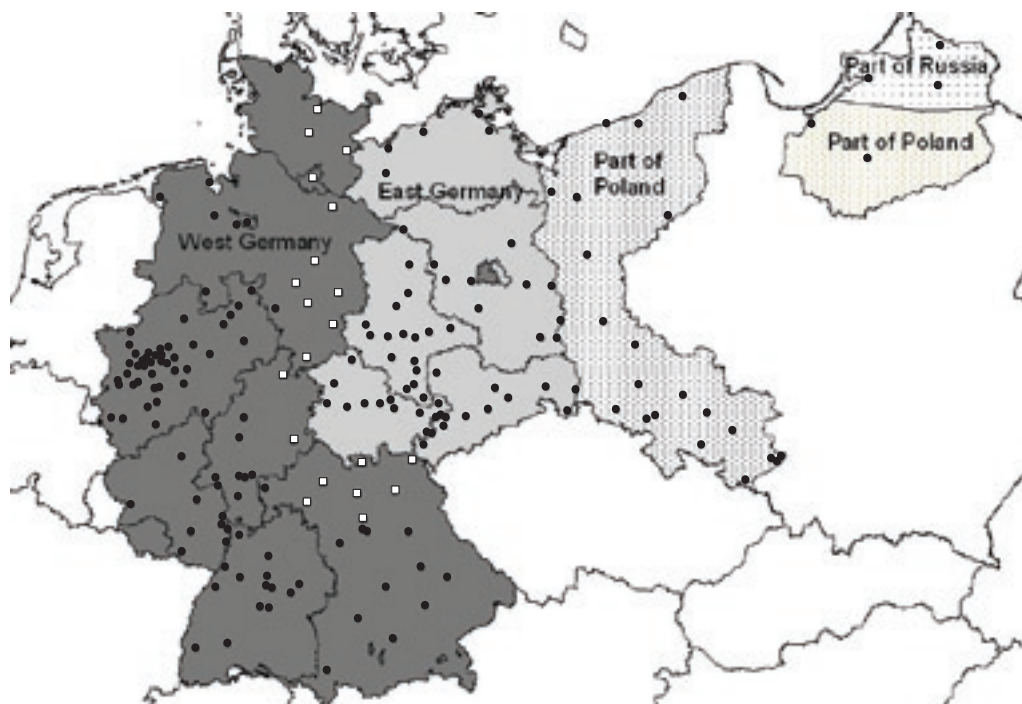 Part of Russia
Part of Poland
Part of
Poland
East Germany
West Germany